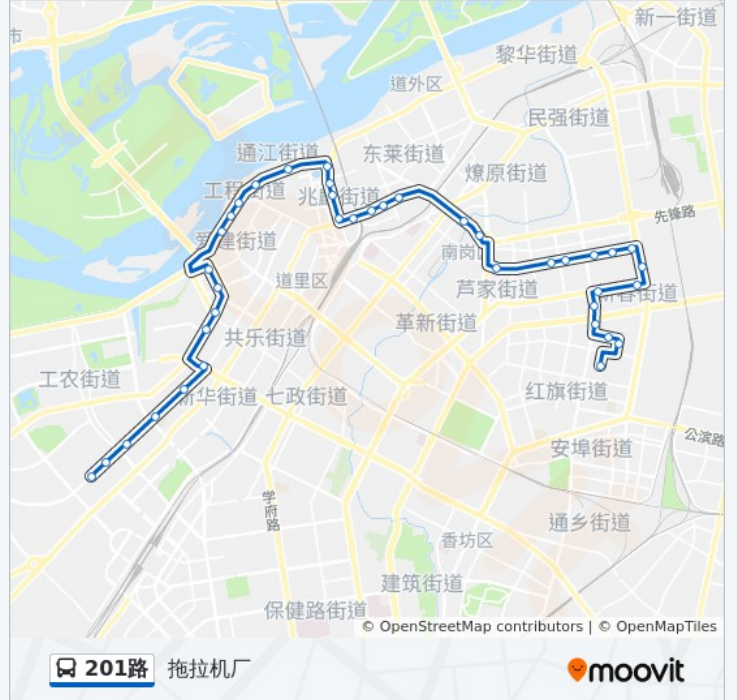 新一街道
市
黎华街道
道外区
民强街道
通江街道
东莱街道
燎原街道
工程街道
兆麟街道
先锋路
爱建街道
南岗区
道里区
芦家街道
新春街道
革新街道
共乐街道
工农街道
红旗街道
新华街道
七政街道
公滨路
安埠街道
学府路
通乡街道
香坊区
建筑街道
保健路街道
© OpenStreetMap contributors | © OpenMapTiles
201路 拖拉机厂
moovit